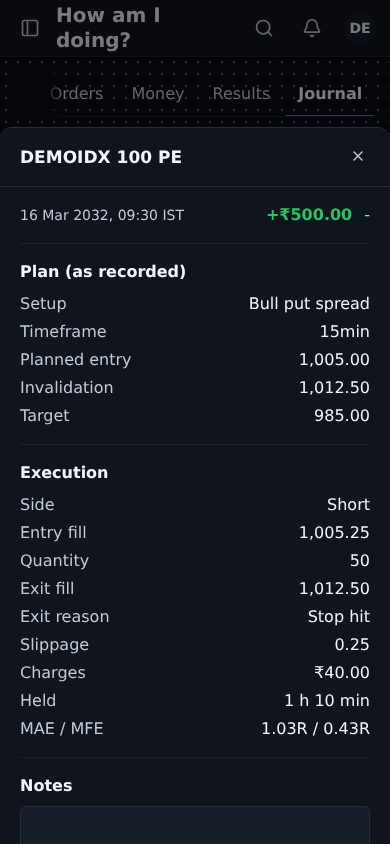 How am I
doing?
DE
Orders Money Results Journal
DEMOIDX 100 PE ×
16 Mar 2032, 09:30 IST +₹500.00 -
Plan (as recorded)
Setup Bull put spread
Timeframe 15min
Planned entry 1,005.00
Invalidation 1,012.50
Target 985.00
Execution
Side Short
Entry fill 1,005.25
Quantity 50
Exit fill 1,012.50
Exit reason Stop hit
Slippage 0.25
Charges ₹40.00
Held 1 h 10 min
MAE / MFE 1.03R / 0.43R
Notes